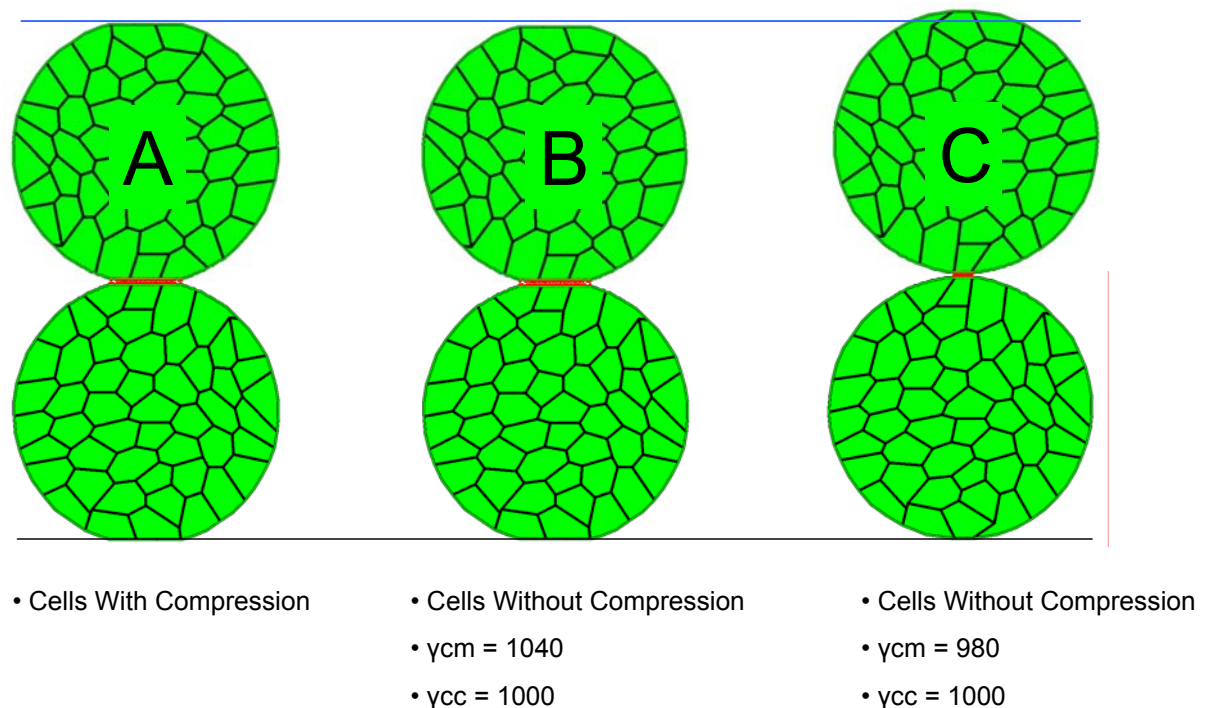 A B C
• Cells With Compression
• Cells Without Compression
• γcm = 1040
• γcc = 1000
• Cells Without Compression
• γcm = 980
• γcc = 1000